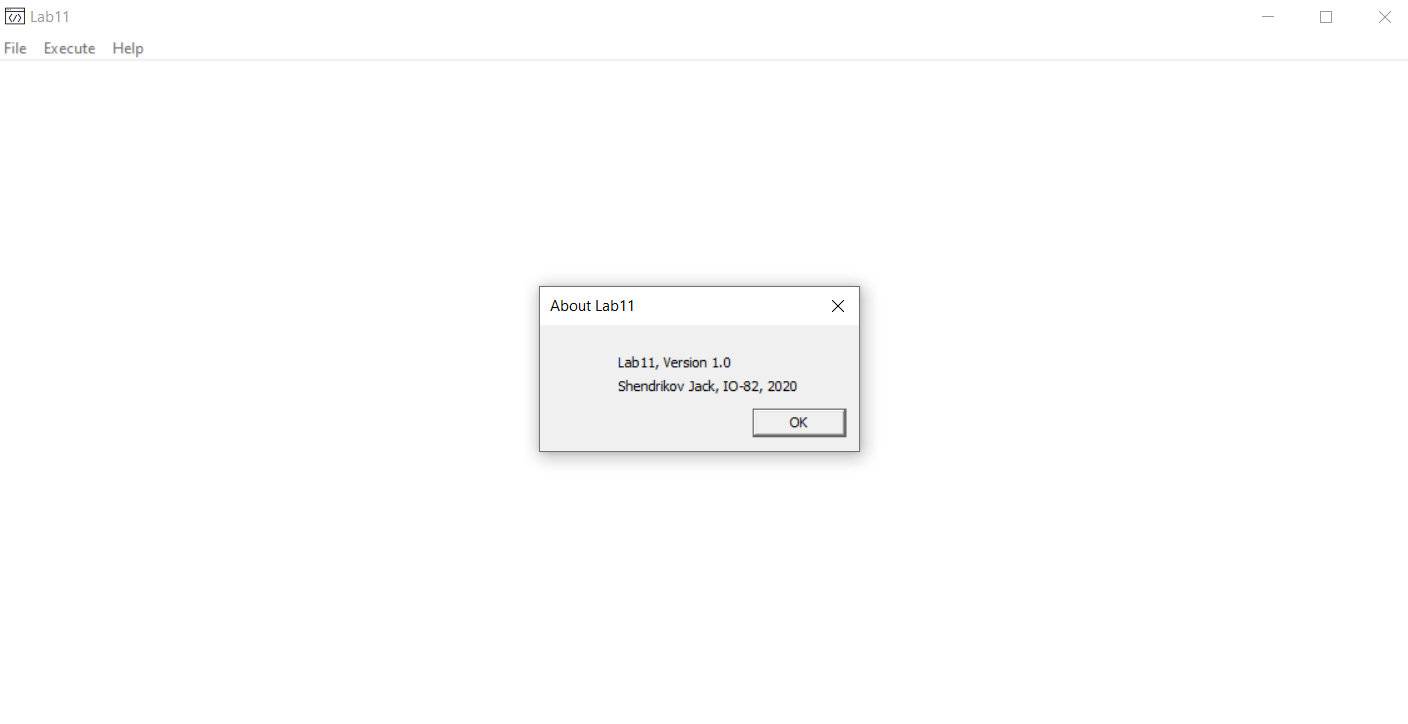 Lab11
File Execute Help
About Lab11
Lab11, Version 1.0
Shendrikov Jack, IO-82, 2020
OK